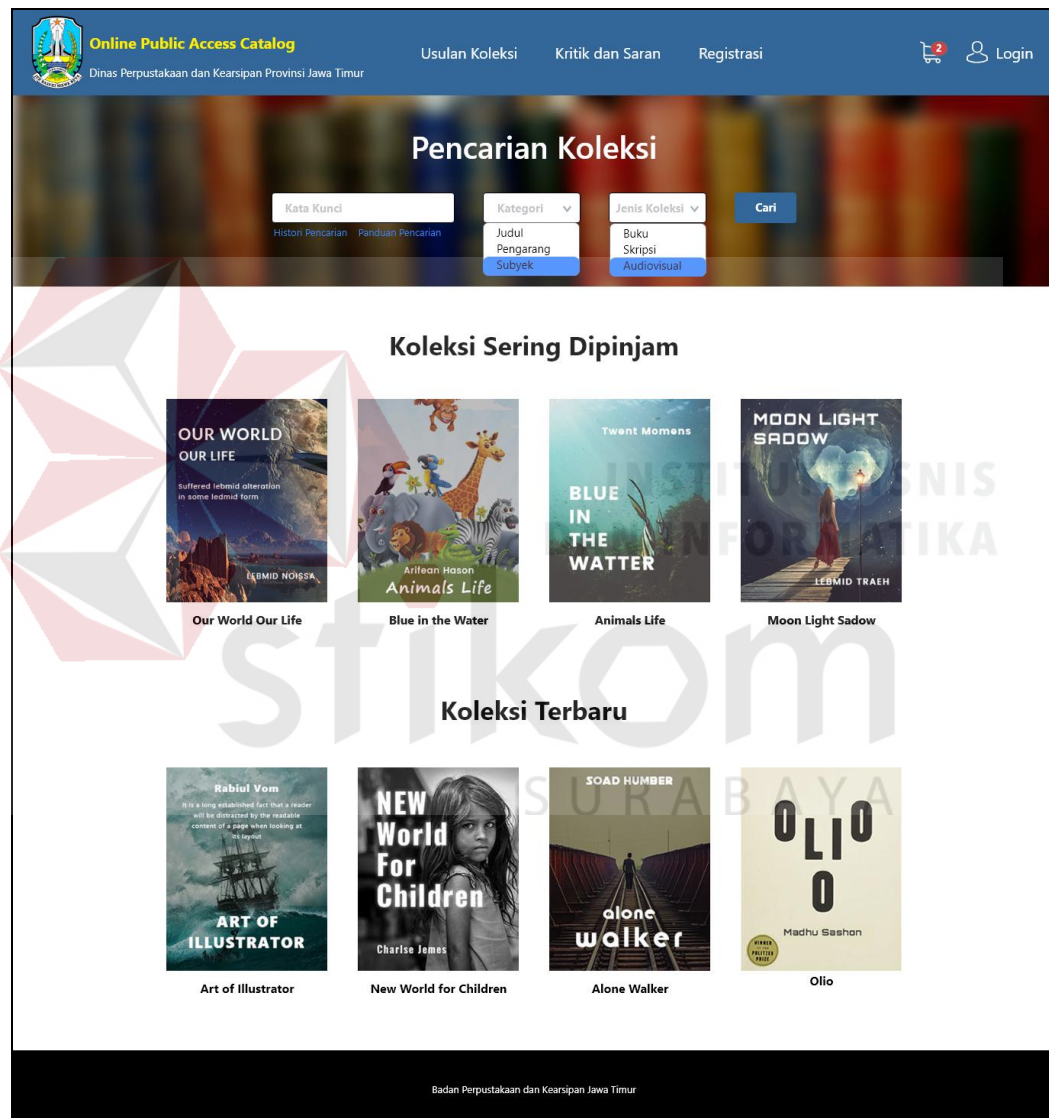 Online Public Access Catalog
Dinas Perpustakaan dan Kearsipan Provinsi Jawa Timur
Usulan Koleksi
Kritik dan Saran
Registrasi
2
Login
Pencarian Koleksi
Kata Kunci
Kategori
Jenis Koleksi
Cari
Histori Pencarian
Panduan Pencarian
Judul
Pengarang
Subyek
Buku
Skripsi
Audiovisual
Koleksi Sering Dipinjam
OUR WORLD
OUR LIFE
Suffered lebmid alteration
in some ledmid form
LEBMID NOISSA
Arifean Hason
Animals Life
Twent Momens
BLUE
IN
THE
WATTER
MOON LIGHT
SADOW
LEBMID TRAEH
INSTITUT BISNIS
DAN INFORMATIKA
Our World Our Life
Blue in the Water
Animals Life
Moon Light Sadow
stikom
SURABAYA
Koleksi Terbaru
Rabiul Vom
It is a long established fact that a reader
will be distracted by the readable
content of a page when looking at
its layout
ART OF
ILLUSTRATOR
NEW
World
For
Children
Charlse Jemes
SOAD HUMBER
alone
walker
OLIO
Madhu Sashon
WINNER
OF THE
PULITZER
PRIZE
Art of Illustrator
New World for Children
Alone Walker
Olio
Badan Perpustakaan dan Kearsipan Jawa Timur